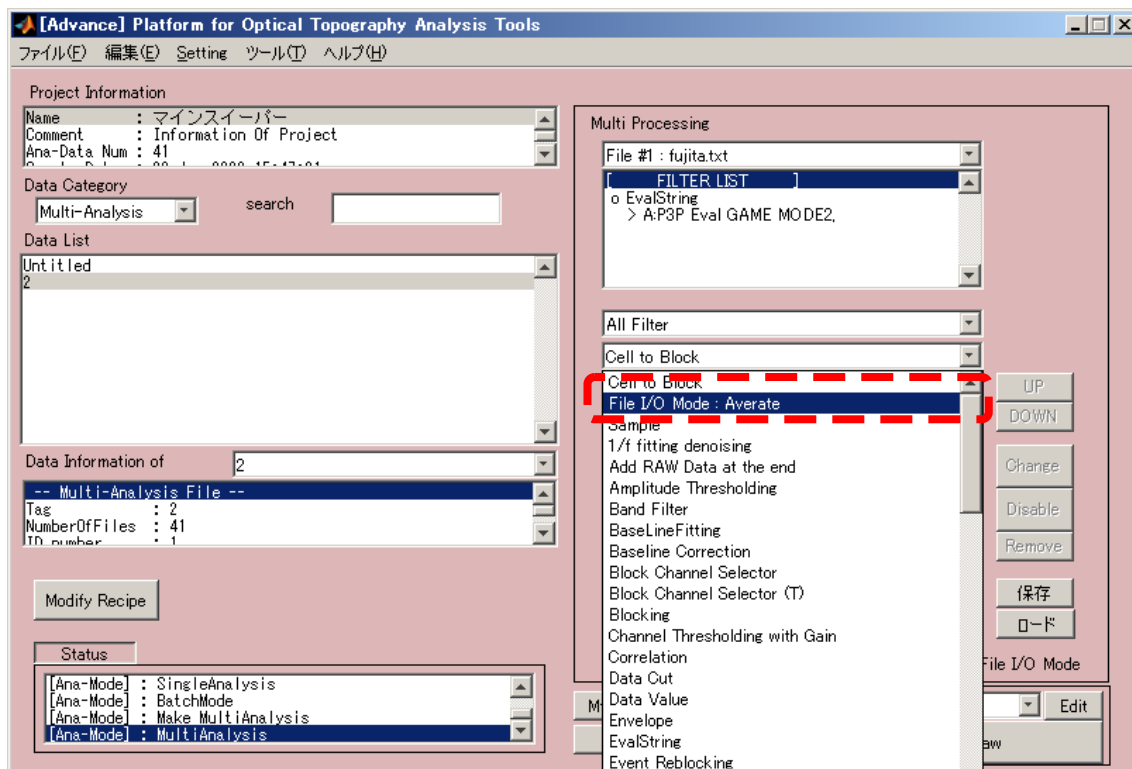 [Advance] Platform for Optical Topography Analysis Tools
ファイル(F) 編集(E) Setting ツール(T) ヘルプ(H)
Project Information
Name : マインスイーパー
Comment : Information Of Project
Ana-Data Num : 41
Data Category
Multi-Analysis
search
Data List
Untitled
2
Data Information of
2
-- Multi-Analysis File --
Tag : 2
NumberOfFiles : 41
ID number : 1
Modify Recipe
Status
[Ana-Mode] : SingleAnalysis
[Ana-Mode] : BatchMode
[Ana-Mode] : Make MultiAnalysis
[Ana-Mode] : MultiAnalysis
Multi Processing
File #1 : fujita.txt
[ FILTER LIST ]
o EvalString
> A:P3P Eval GAME MODE2,
All Filter
Cell to Block
Cell to Block
File I/O Mode : Averate
Sample
1/f fitting denoising
Add RAW Data at the end
Amplitude Thresholding
Band Filter
BaseLineFitting
Baseline Correction
Block Channel Selector
Block Channel Selector (T)
Blocking
Channel Thresholding with Gain
Correlation
Data Cut
Data Value
Envelope
EvalString
Event Reblocking
UP
DOWN
Change
Disable
Remove
保存
ロード
File I/O Mode
Edit